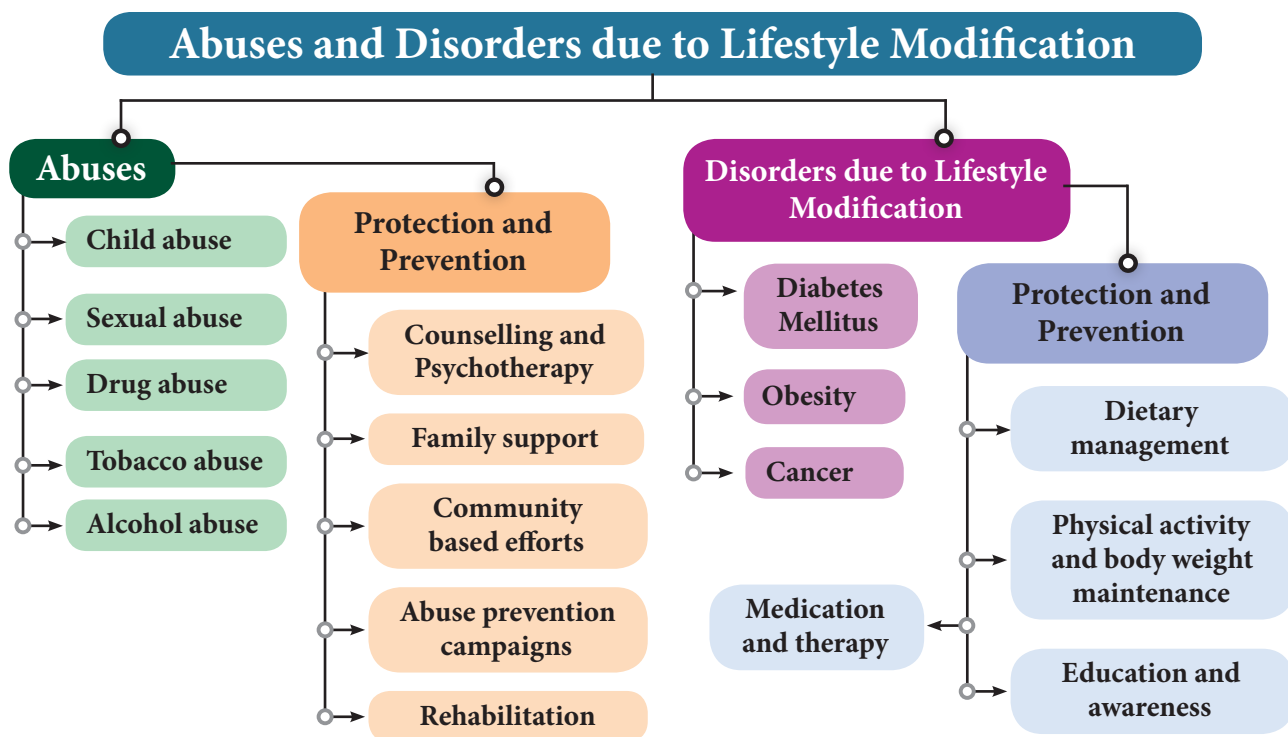 Abuses and Disorders due to Lifestyle Modification
Abuses
Child abuse
Sexual abuse
Drug abuse
Tobacco abuse
Alcohol abuse
Protection and
Prevention
Counselling and
Psychotherapy
Family support
Community
based efforts
Abuse prevention
campaigns
Rehabilitation
Disorders due to Lifestyle
Modification
Diabetes
Mellitus
Obesity
Cancer
Protection and
Prevention
Dietary
management
Physical activity
and body weight
maintenance
Medication
and therapy
Education and
awareness